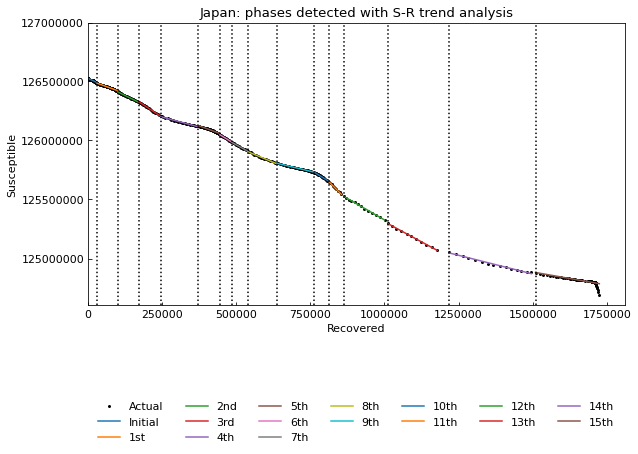 Japan: phases detected with S-R trend analysis
127000000
126500000
126000000
125500000
125000000
Susceptible
0 250000 500000 750000 1000000 1250000 1500000 1750000
Recovered
Actual 2nd 5th 8th 10th 12th 14th
Initial 3rd 6th 9th 11th 13th 15th
1st 4th 7th